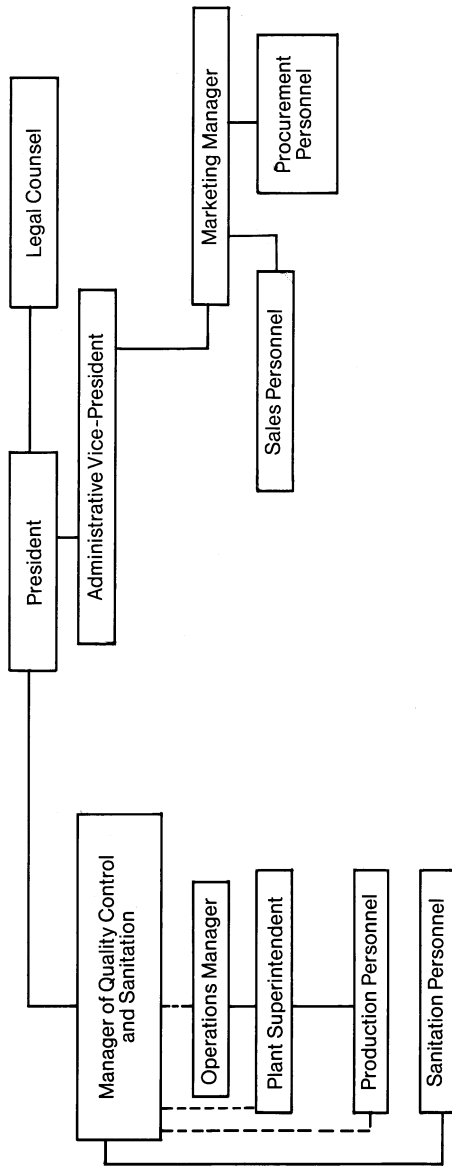 President
Legal Counsel
Manager of Quality Control
and Sanitation
Administrative Vice-President
Operations Manager
Marketing Manager
Plant Superintendent
Sales Personnel
Procurement
Personnel
Production Personnel
Sanitation Personnel